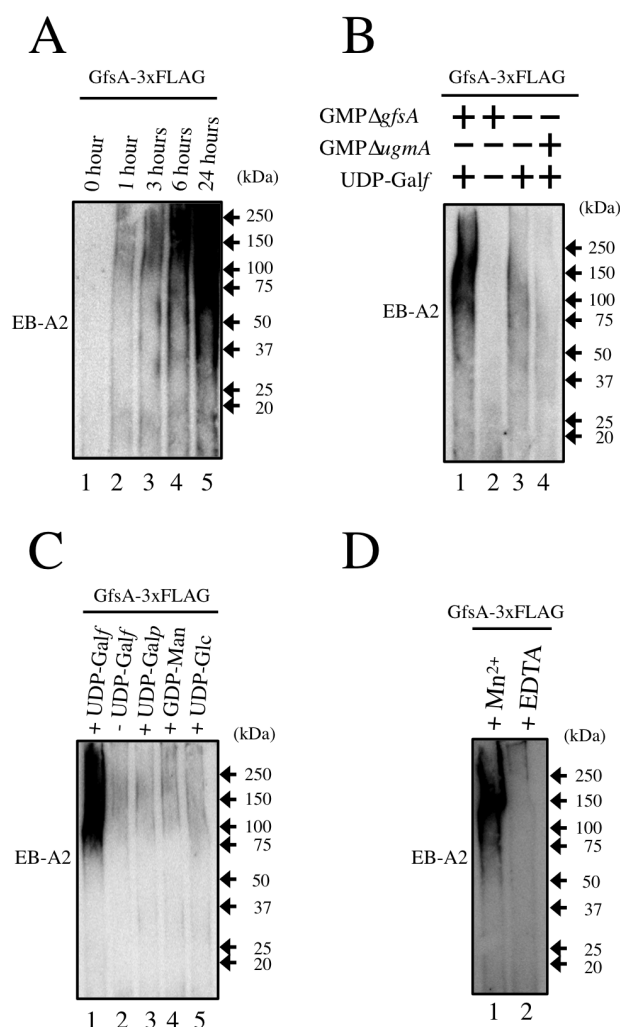 A
GfsA-3xFLAG
0 hour
1 hour
3 hours
6 hours
24 hours
(kDa)
250
150
100
75
50
37
25
20
EB-A2
1 2 3 4 5
B
GfsA-3xFLAG
GMPΔgfsA + + − −
GMPΔugmA − − − +
UDP-Galf + − + +
(kDa)
250
150
100
75
50
37
25
20
EB-A2
1 2 3 4
C
GfsA-3xFLAG
+ UDP-Galf
- UDP-Galf
+ UDP-Galp
+ GDP-Man
+ UDP-Glc
(kDa)
250
150
100
75
50
37
25
20
EB-A2
1 2 3 4 5
D
GfsA-3xFLAG
+ Mn²⁺
+ EDTA
(kDa)
250
150
100
75
50
37
25
20
EB-A2
1 2